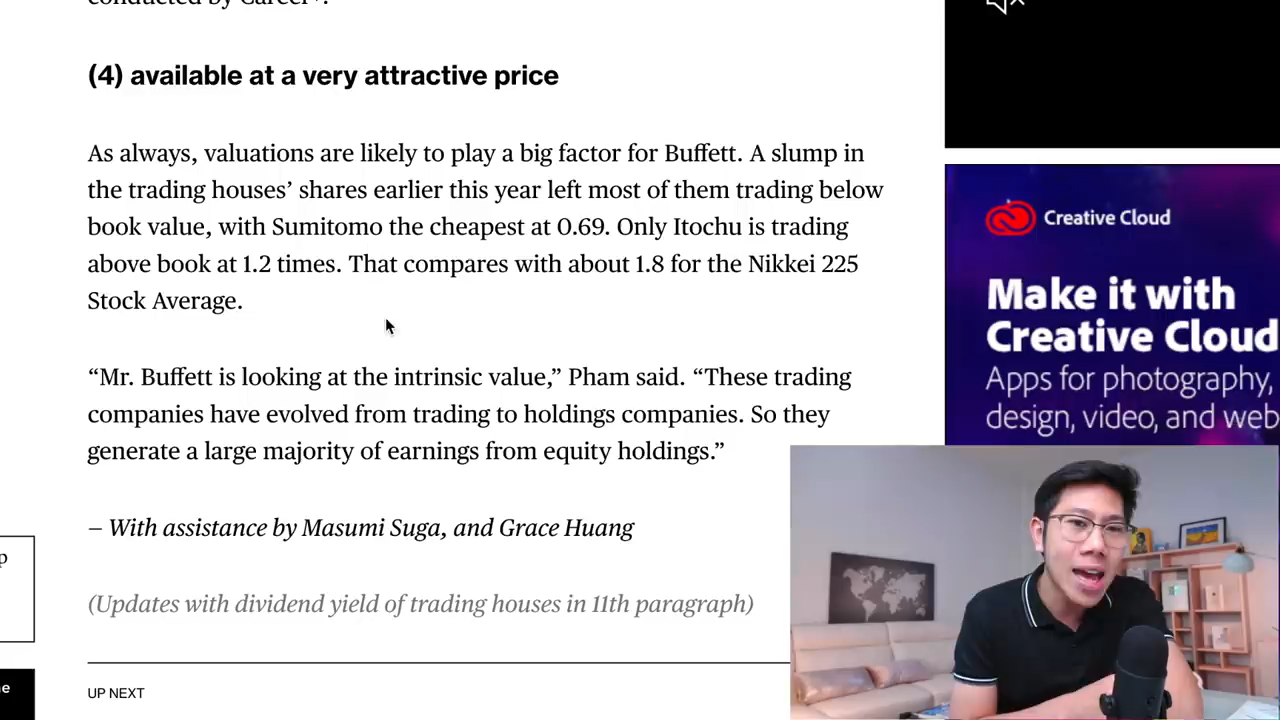 conducted by Career+.
(4) available at a very attractive price
As always, valuations are likely to play a big factor for Buffett. A slump in
the trading houses’ shares earlier this year left most of them trading below
book value, with Sumitomo the cheapest at 0.69. Only Itochu is trading
above book at 1.2 times. That compares with about 1.8 for the Nikkei 225
Stock Average.
“Mr. Buffett is looking at the intrinsic value,” Pham said. “These trading
companies have evolved from trading to holdings companies. So they
generate a large majority of earnings from equity holdings.”
– With assistance by Masumi Suga, and Grace Huang
(Updates with dividend yield of trading houses in 11th paragraph)
UP NEXT
p
e
Creative Cloud
Make it with
Creative Cloud
Apps for photography,
design, video, and web